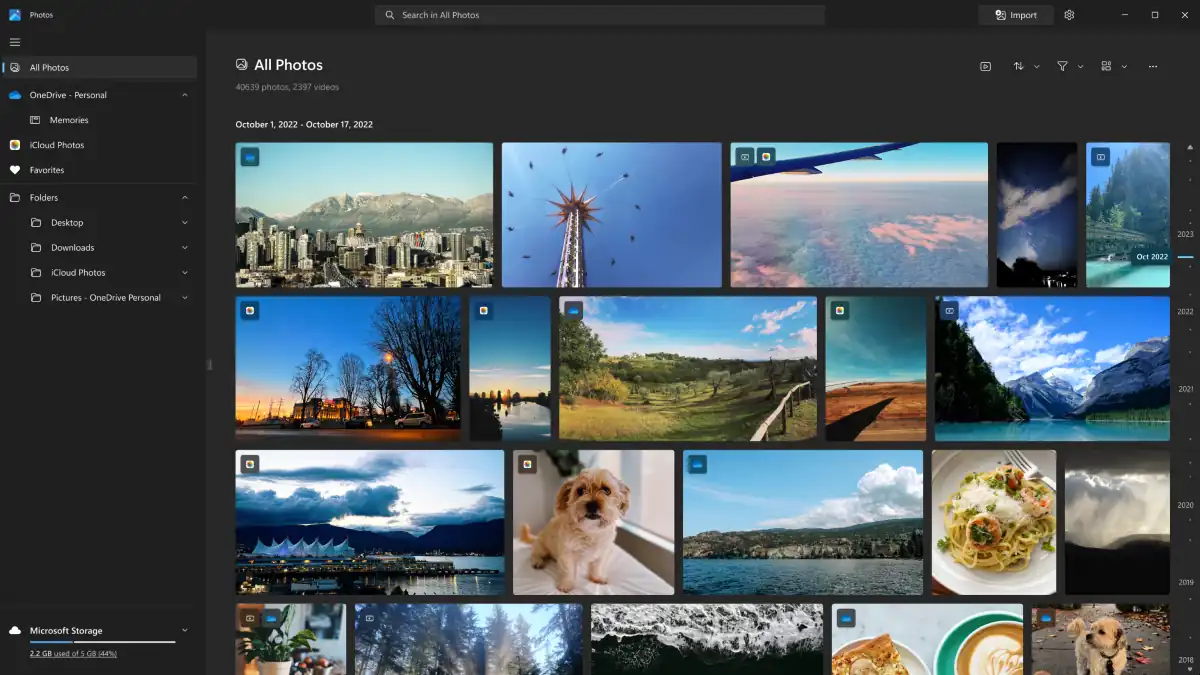 Photos
Search in All Photos
Import
All Photos
OneDrive - Personal
Memories
iCloud Photos
Favorites
Folders
Desktop
Downloads
iCloud Photos
Pictures - OneDrive Personal
Microsoft Storage
2.2 GB used of 5 GB (44%)
All Photos
40639 photos, 2397 videos
October 1, 2022 - October 17, 2022
2023
Oct 2022
2022
2021
2020
2019
2018